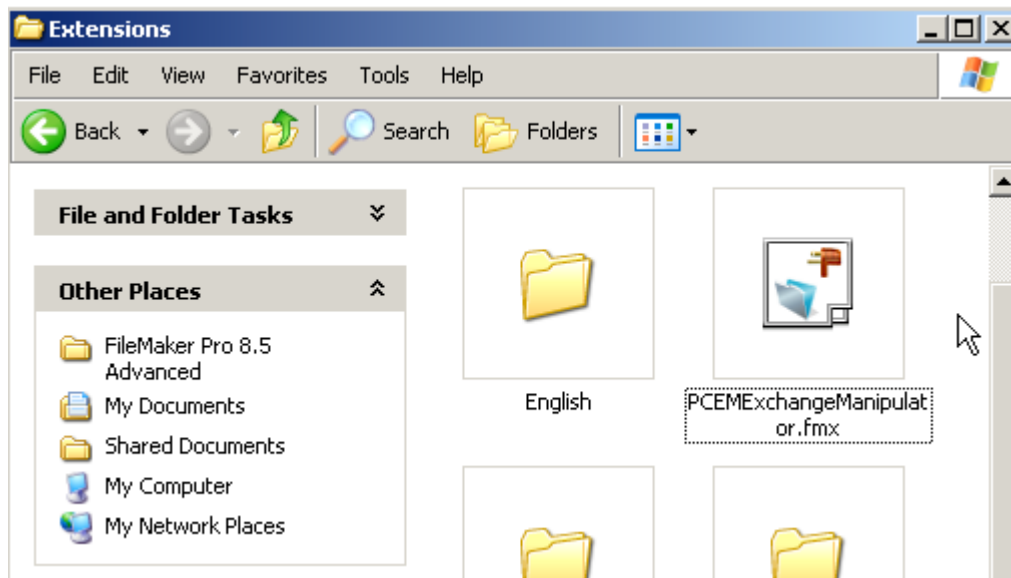 Extensions
File Edit View Favorites Tools Help
Back Search Folders
File and Folder Tasks
Other Places
FileMaker Pro 8.5
Advanced
My Documents
Shared Documents
My Computer
My Network Places
English
PCEMExchangeManipulat
or.fmx